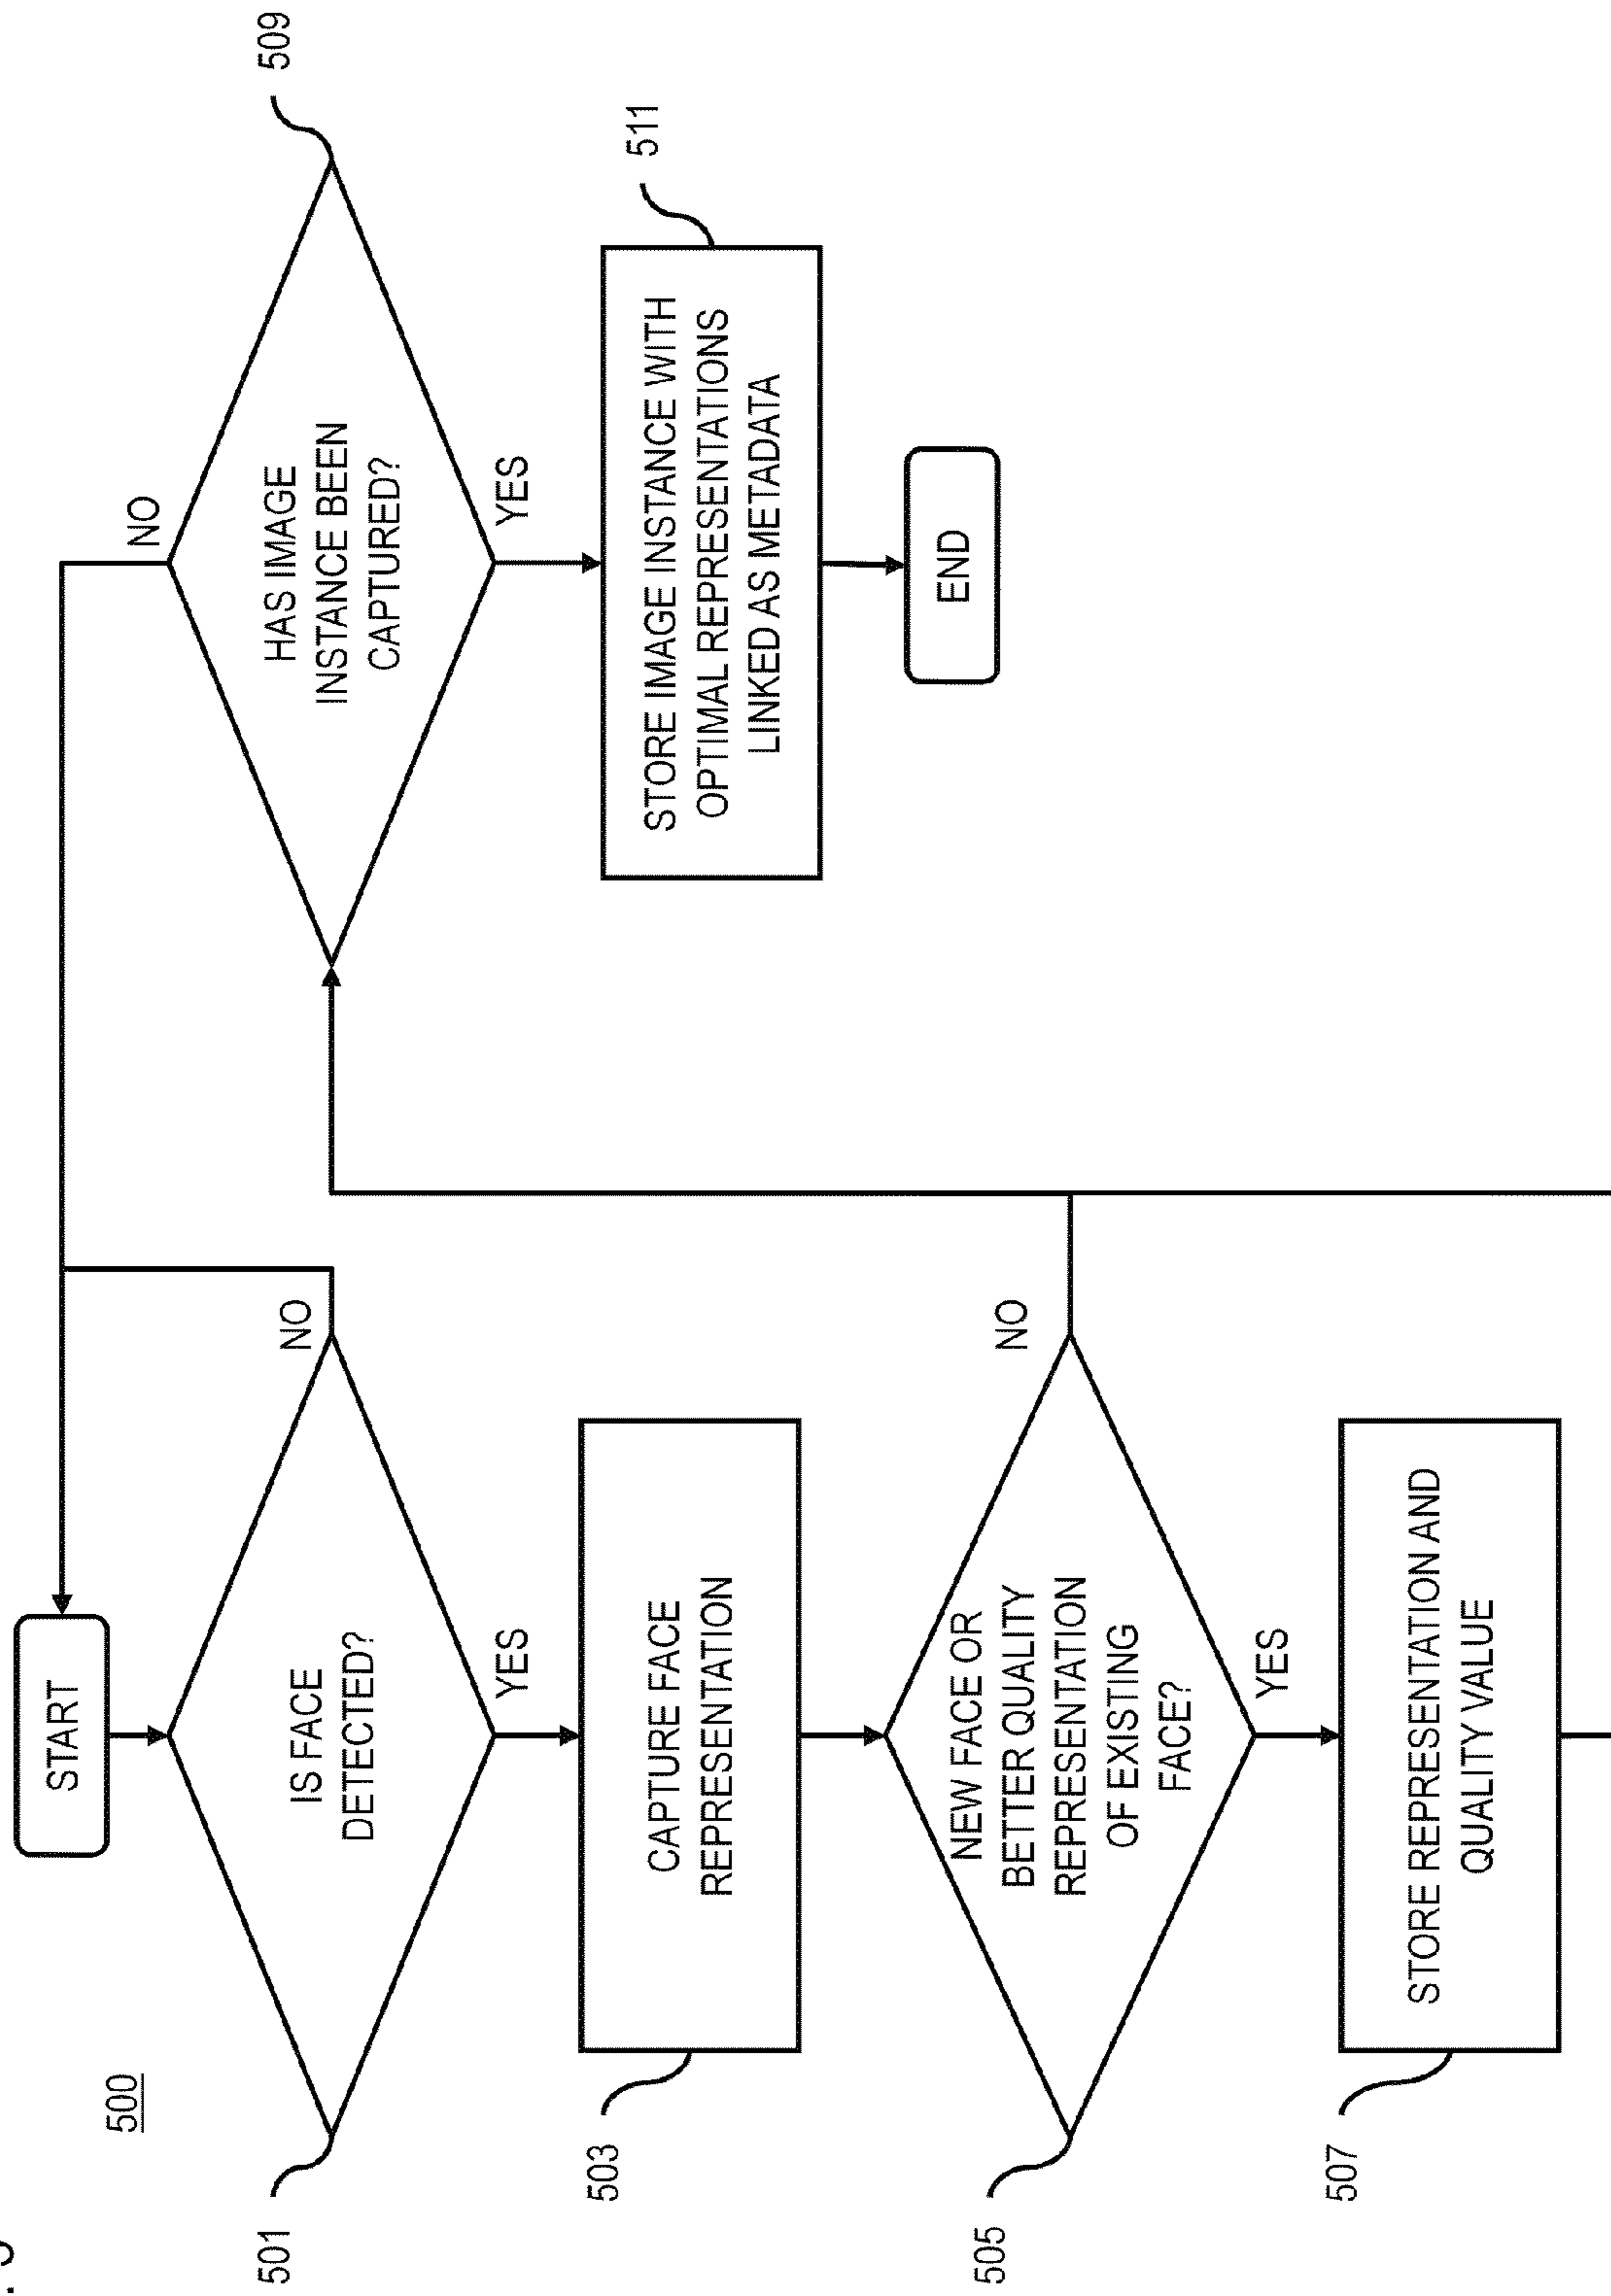 500
START
501
IS FACE
DETECTED?
NO
YES
503
CAPTURE FACE
REPRESENTATION
505
NEW FACE OR
BETTER QUALITY
REPRESENTATION
OF EXISTING
FACE?
NO
YES
507
STORE REPRESENTATION AND
QUALITY VALUE
NO
509
HAS IMAGE
INSTANCE BEEN
CAPTURED?
YES
511
STORE IMAGE INSTANCE WITH
OPTIMAL REPRESENTATIONS
LINKED AS METADATA
END